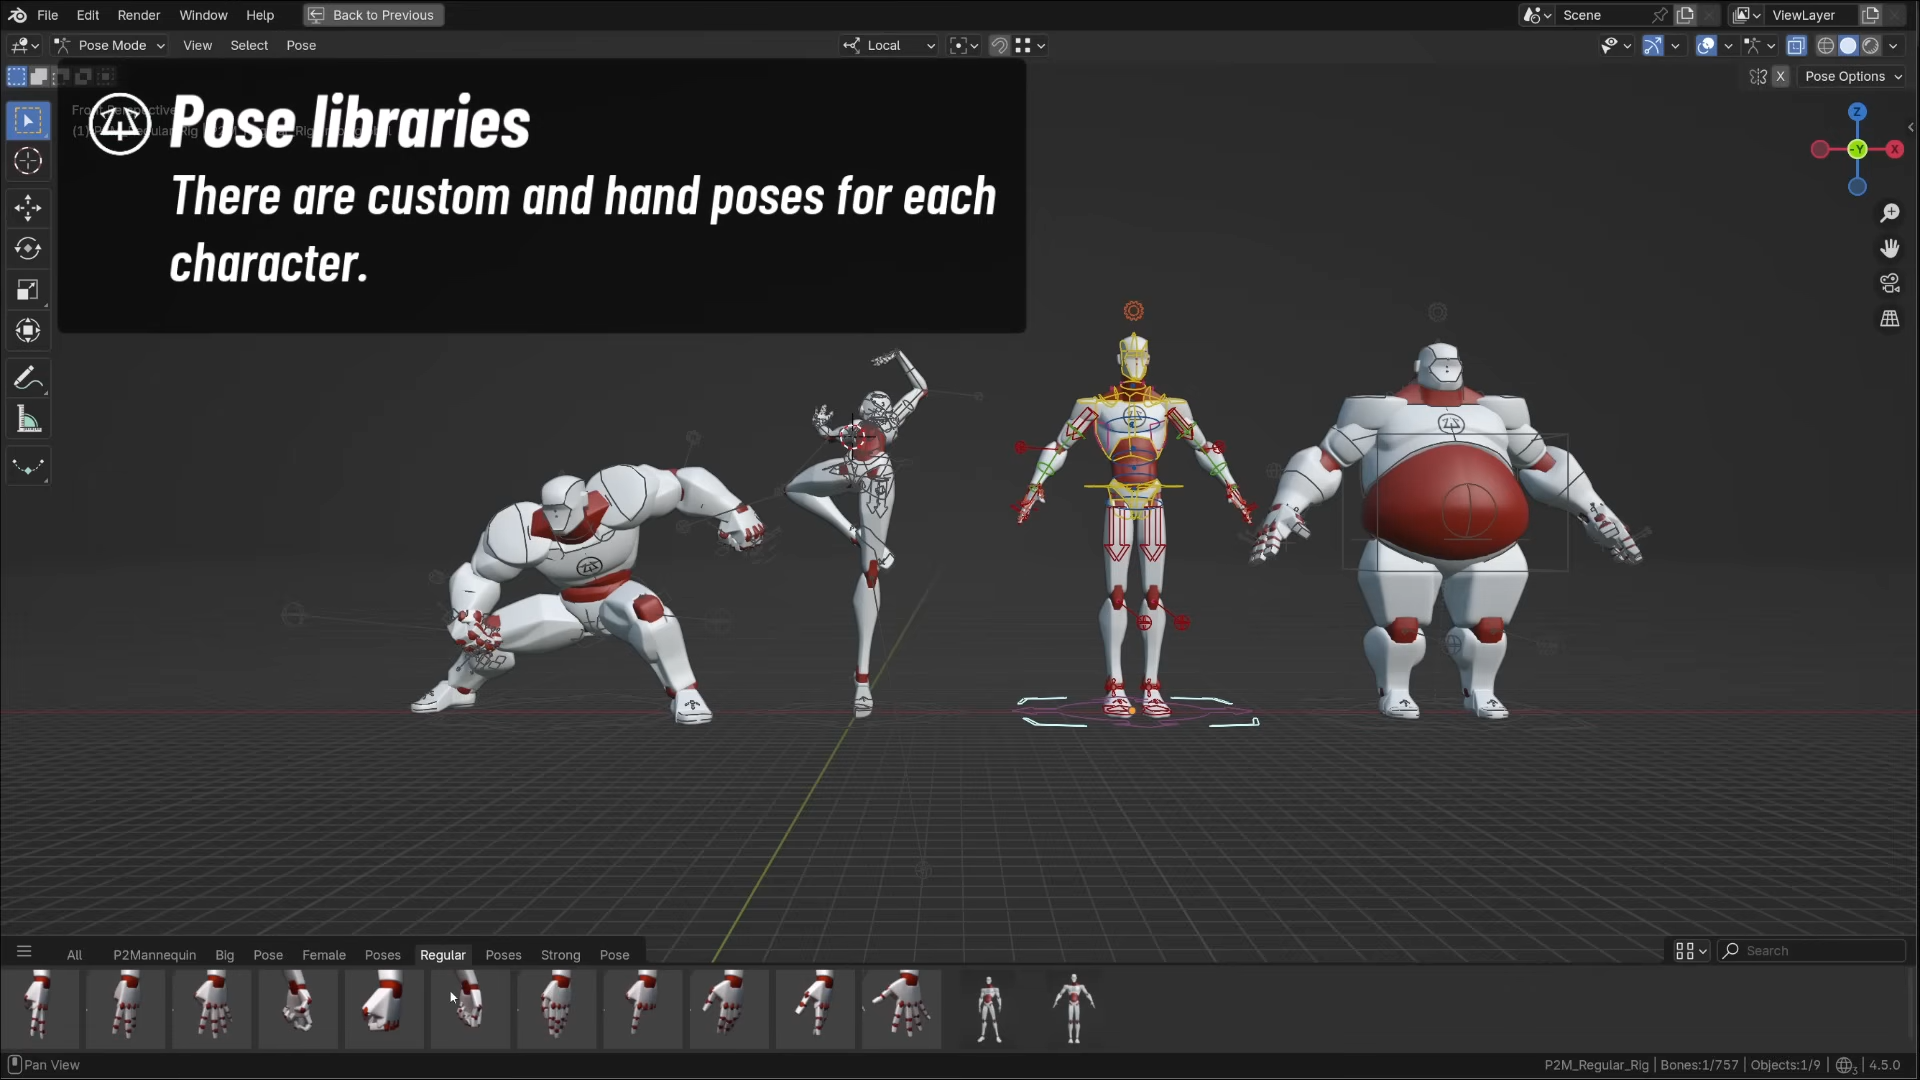 File Edit Render Window Help Back to Previous Scene ViewLayer
Pose Mode View Select Pose Local
X Pose Options
Pose libraries
There are custom and hand poses for each
character.
Z
-Y X
All P2Mannequin Big Pose Female Poses Regular Poses Strong Pose Search
Pan View P2M_Regular_Rig | Bones:1/757 | Objects:1/9 | 3 | 4.5.0